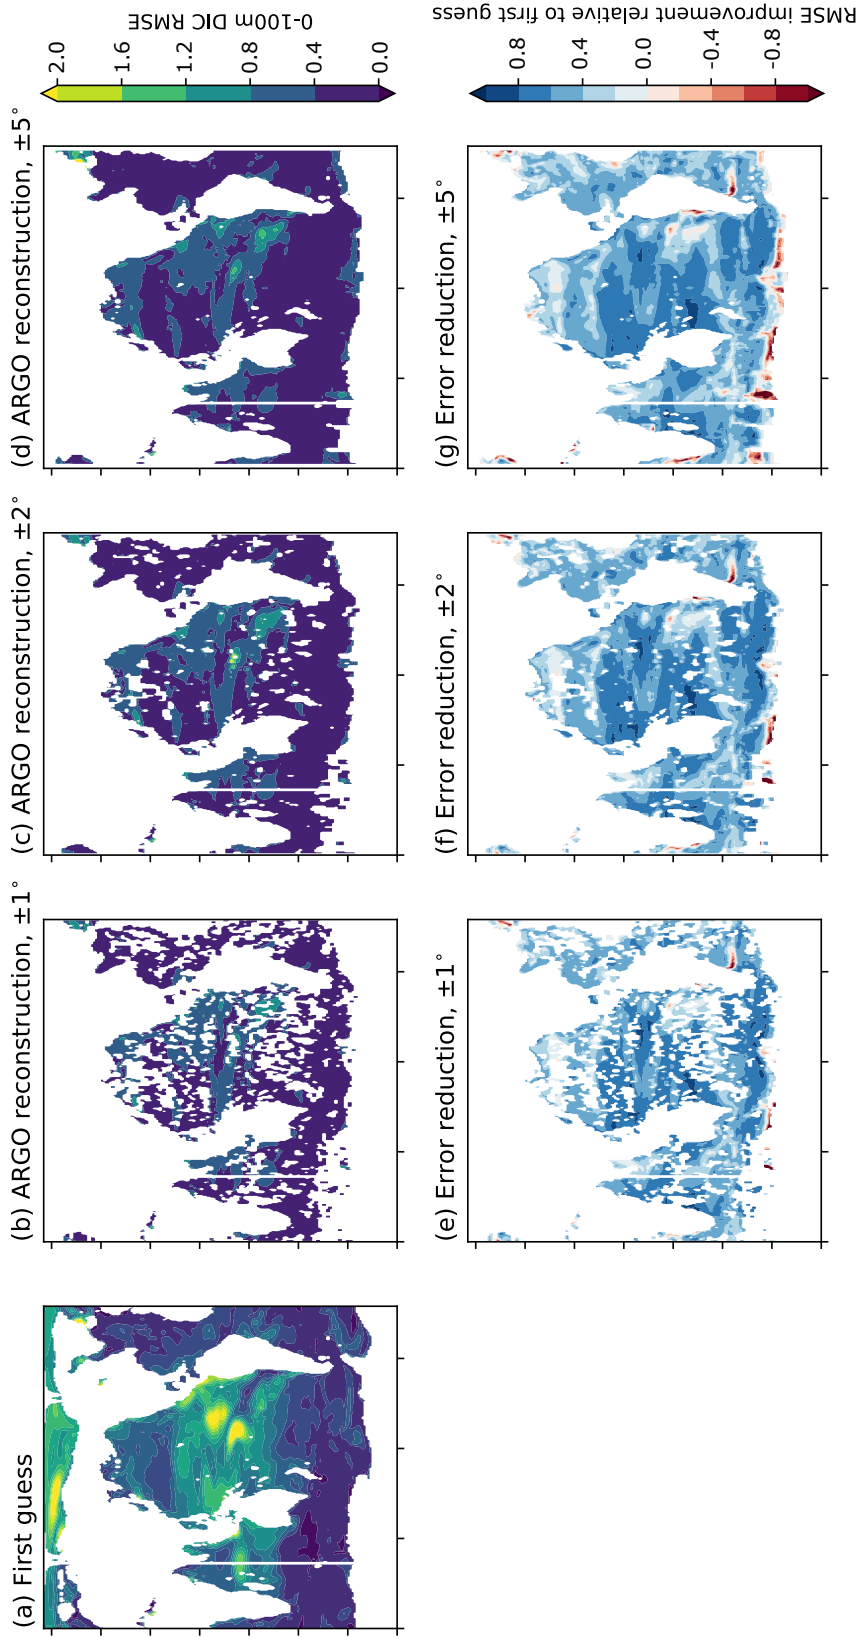 (a) First guess
(b) ARGO reconstruction, ±1°
(c) ARGO reconstruction, ±2°
(d) ARGO reconstruction, ±5°
2.0
1.6
1.2
0.8
0.4
0.0
0-100m DIC RMSE
(e) Error reduction, ±1°
(f) Error reduction, ±2°
(g) Error reduction, ±5°
0.8
0.4
0.0
-0.4
-0.8
RMSE improvement relative to first guess